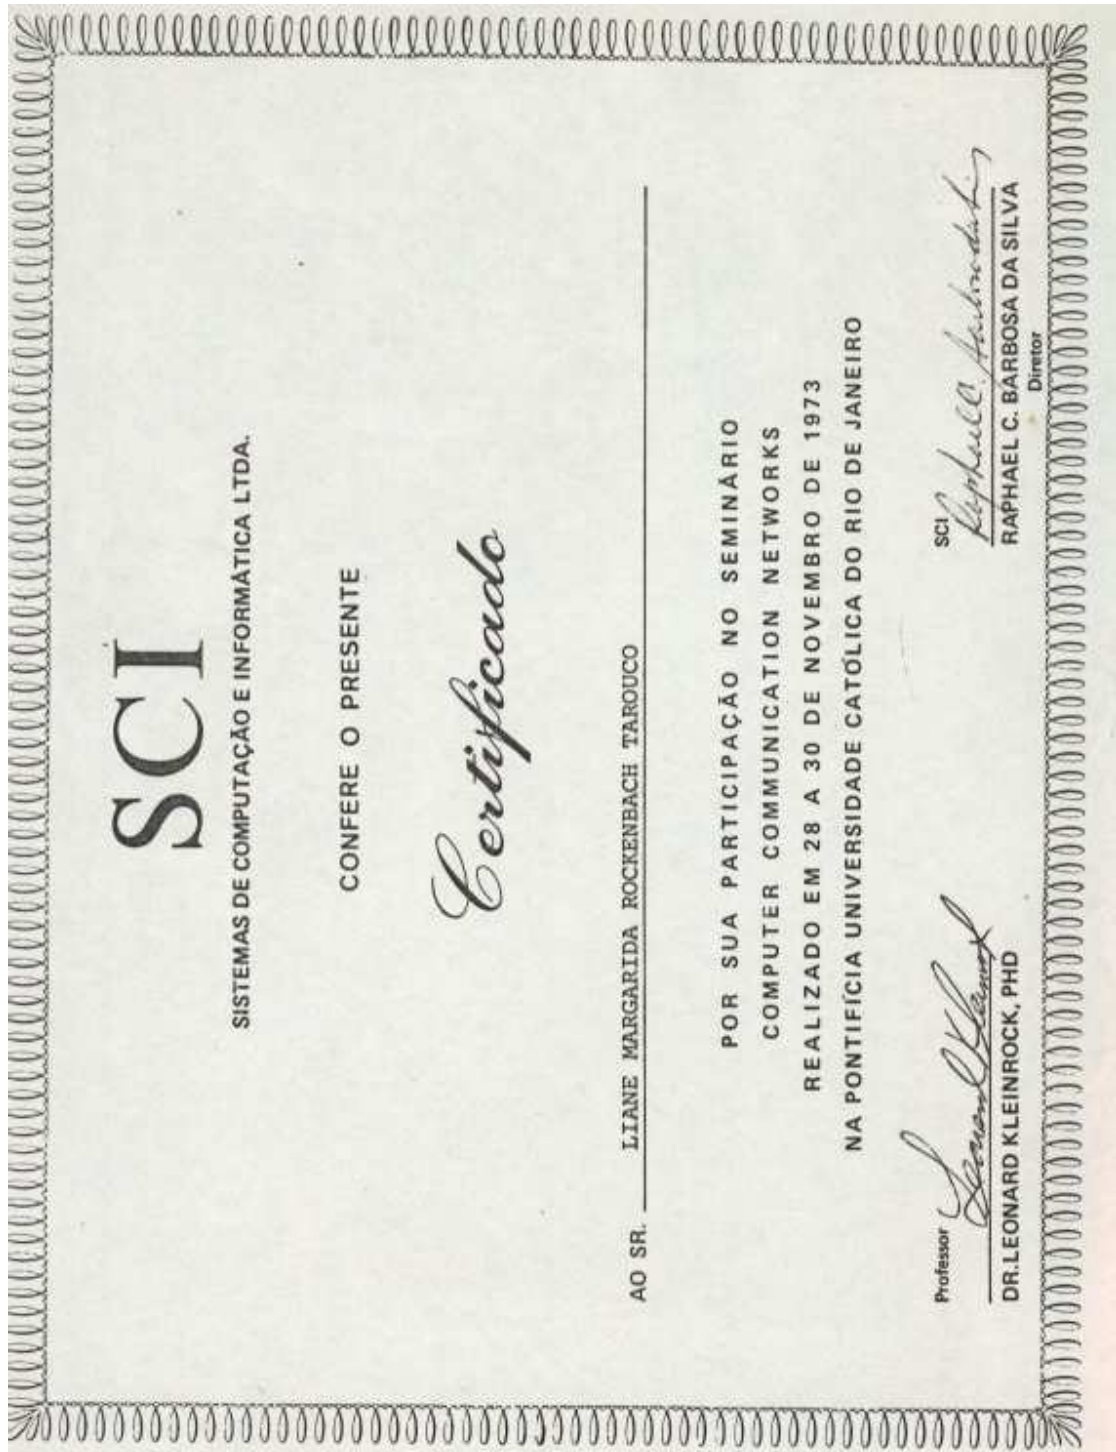 SCI
SISTEMAS DE COMPUTAÇÃO E INFORMÁTICA LTDA.
CONFERE O PRESENTE
Certificado
AO SR. LIANE MARGARIDA ROCKENBACH TAROUCO
POR SUA PARTICIPAÇÃO NO SEMINÁRIO
COMPUTER COMMUNICATION NETWORKS
REALIZADO EM 28 A 30 DE NOVEMBRO DE 1973
NA PONTIFÍCIA UNIVERSIDADE CATÓLICA DO RIO DE JANEIRO
Professor
DR. LEONARD KLEINROCK, PHD
SCI
RAPHAEL C. BARBOSA DA SILVA
Diretor